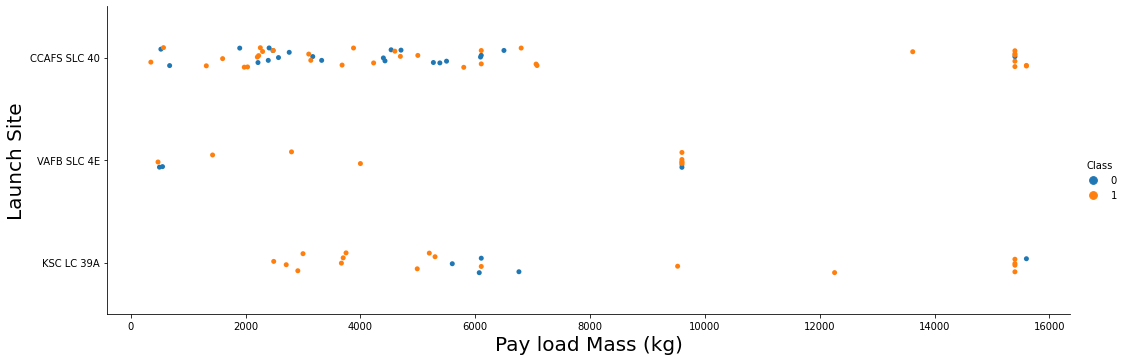 CCAFS SLC 40
VAFB SLC 4E
KSC LC 39A
Launch Site
0 2000 4000 6000 8000 10000 12000 14000 16000
Pay load Mass (kg)
Class
0
1